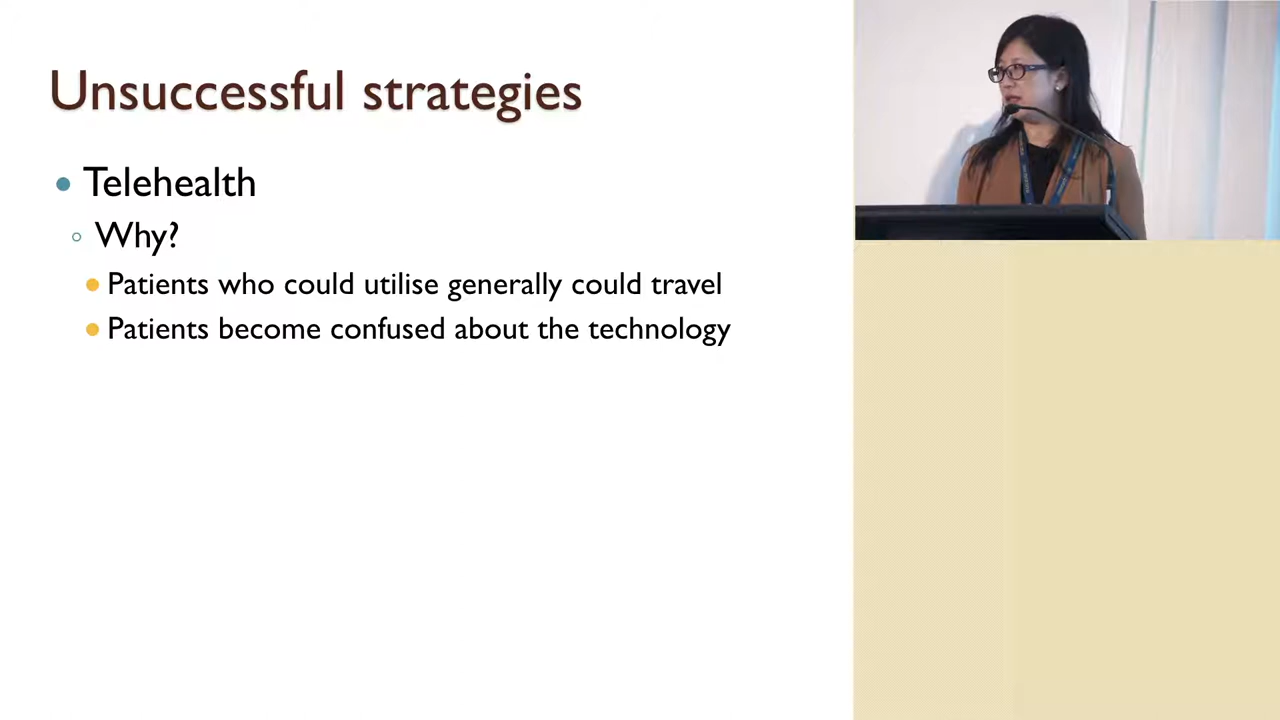 Unsuccessful strategies
Telehealth
Why?
Patients who could utilise generally could travel
Patients become confused about the technology